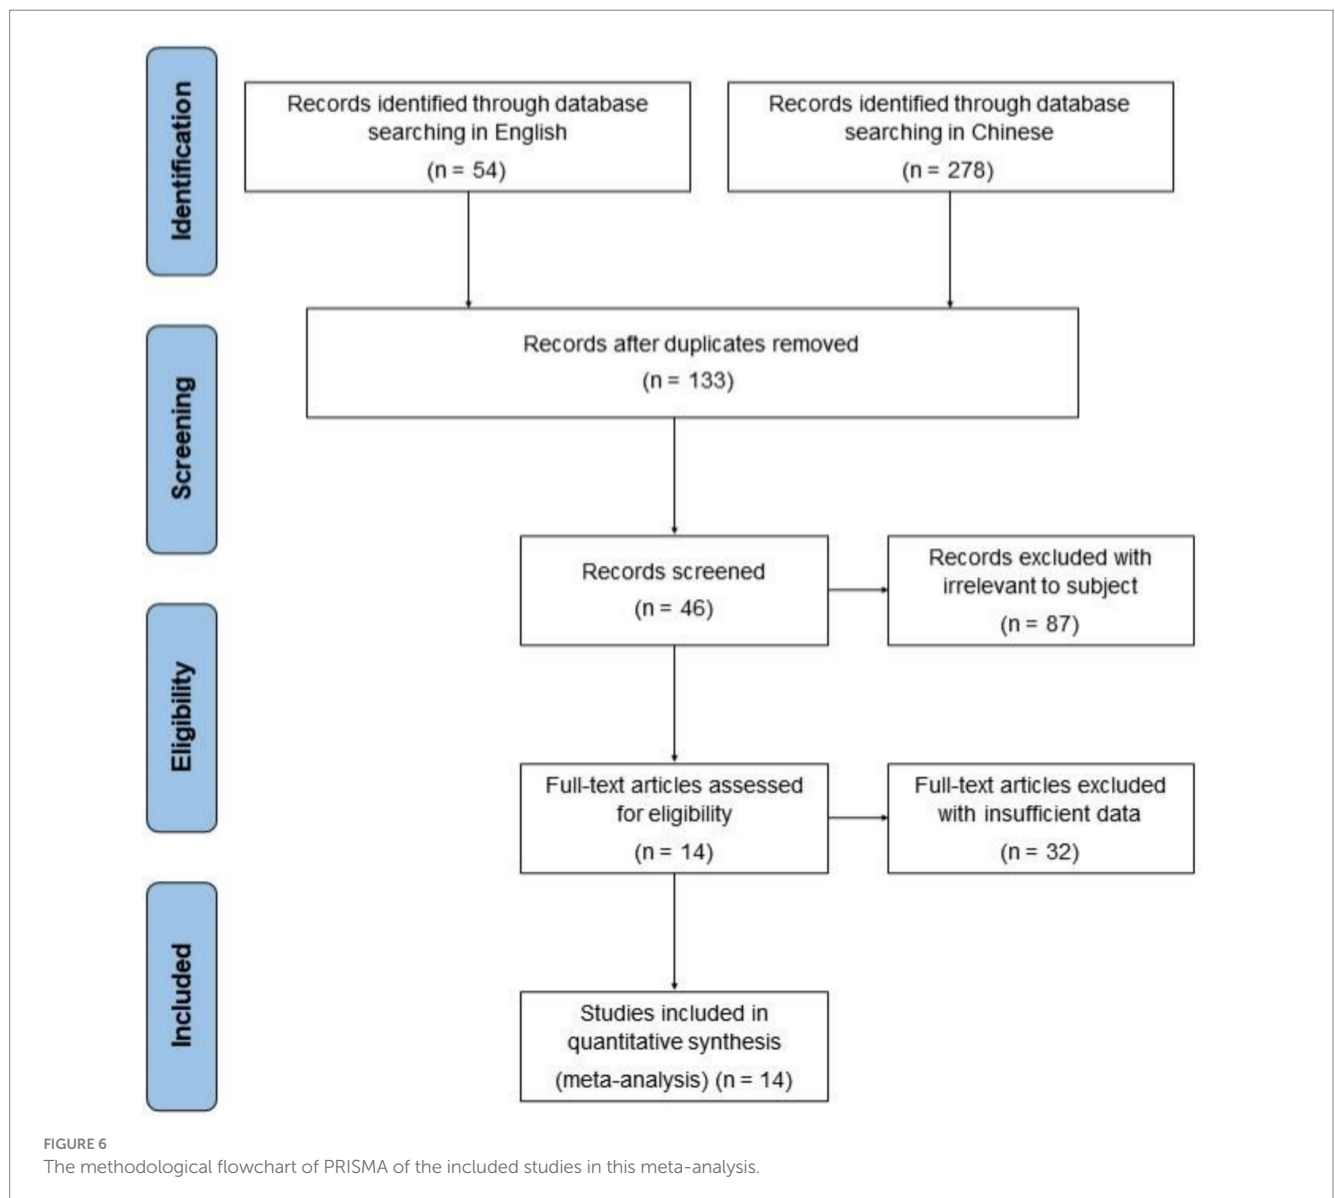 Identification
Records identified through database
searching in English
(n = 54)
Records identified through database
searching in Chinese
(n = 278)
Screening
Records after duplicates removed
(n = 133)
Records screened
(n = 46)
Records excluded with
irrelevant to subject
(n = 87)
Eligibility
Full-text articles assessed
for eligibility
(n = 14)
Full-text articles excluded
with insufficient data
(n = 32)
Included
Studies included in
quantitative synthesis
(meta-analysis) (n = 14)
FIGURE 6
The methodological flowchart of PRISMA of the included studies in this meta-analysis.